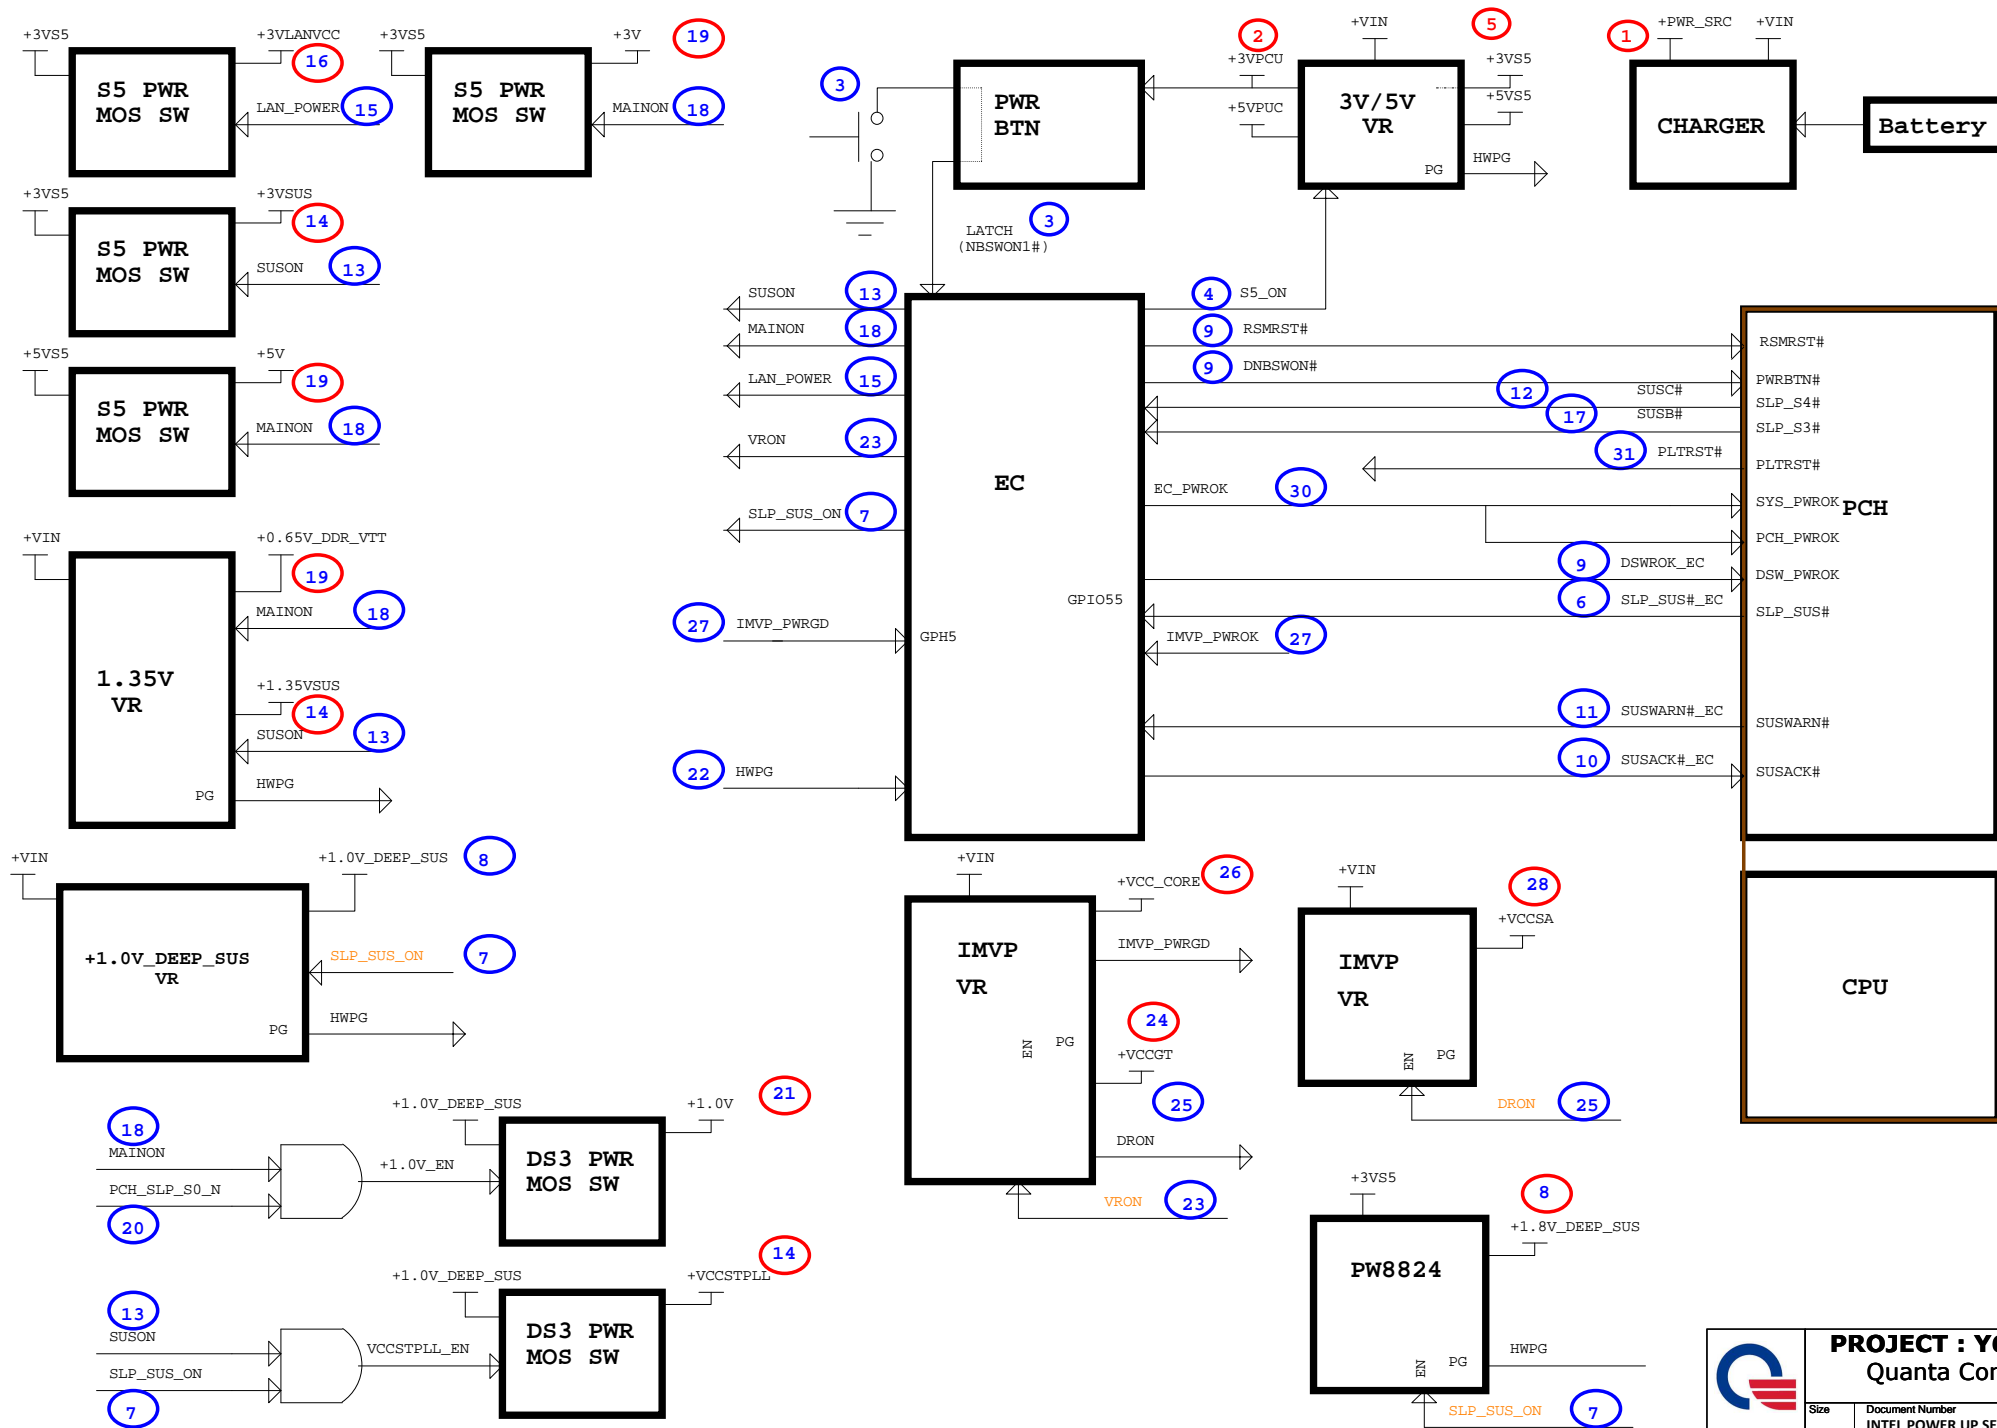 +3VS5
+3VLANVCC
16
S5 PWR
MOS SW
LAN_POWER
15
+3VS5
+3V
19
S5 PWR
MOS SW
MAINON
18
3
PWR
BTN
2
+3VPCU
+5VPUC
+VIN
5
+3VS5
+5VS5
3V/5V
VR
PG
HWPG
1
+PWR_SRC
+VIN
CHARGER
Battery
+3VS5
+3VSUS
14
S5 PWR
MOS SW
SUSON
13
LATCH
(NBSWON1#)
3
+5VS5
+5V
19
S5 PWR
MOS SW
MAINON
18
SUSON
13
MAINON
18
LAN_POWER
15
VRON
23
SLP_SUS_ON
7
27
IMVP_PWRGD
GPH5
22
HWPG
EC
GPIO55
4
S5_ON
9
RSMRST#
9
DNBSWON#
12
SUSC#
17
SUSB#
31
PLTRST#
EC_PWROK
30
9
DSWROK_EC
6
SLP_SUS#_EC
IMVP_PWROK
27
11
SUSWARN#_EC
10
SUSACK#_EC
RSMRST#
PWRBTN#
SLP_S4#
SLP_S3#
PLTRST#
SYS_PWROK
PCH
PCH_PWROK
DSW_PWROK
SLP_SUS#
SUSWARN#
SUSACK#
+VIN
+0.65V_DDR_VTT
19
MAINON
18
1.35V
VR
+1.35VSUS
14
SUSON
13
PG
HWPG
+VIN
+1.0V_DEEP_SUS
8
+1.0V_DEEP_SUS
VR
SLP_SUS_ON
7
PG
HWPG
+VIN
+VCC_CORE
26
IMVP
VR
IMVP_PWRGD
24
EN
PG
+VCCGT
25
DRON
VRON
23
+VIN
28
+VCCSA
IMVP
VR
EN
PG
DRON
25
CPU
18
MAINON
PCH_SLP_S0_N
20
+1.0V_EN
+1.0V_DEEP_SUS
+1.0V
21
DS3 PWR
MOS SW
13
SUSON
SLP_SUS_ON
7
VCCSTPLL_EN
+1.0V_DEEP_SUS
+VCCSTPLL
14
DS3 PWR
MOS SW
+3VS5
8
+1.8V_DEEP_SUS
PW8824
EN
PG
HWPG
SLP_SUS_ON
7
PROJECT :
Quanta
Size
Document Number
INTEL POWER UP